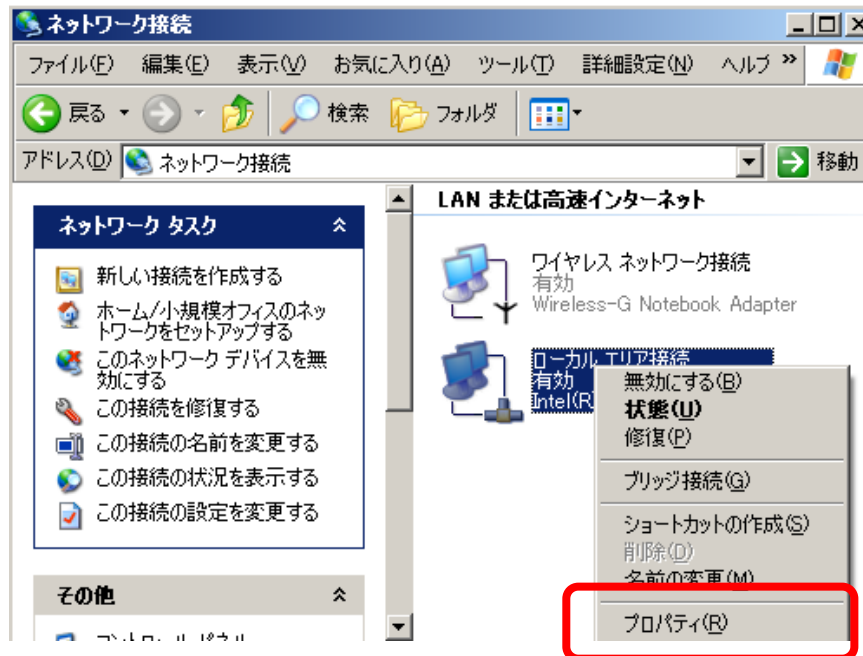 ネットワーク接続
ファイル(F) 編集(E) 表示(V) お気に入り(A) ツール(T) 詳細設定(N) ヘルプ »
戻る 検索 フォルダ
アドレス(D) ネットワーク接続 移動
ネットワーク タスク
新しい接続を作成する
ホーム/小規模オフィスのネッ
トワークをセットアップする
このネットワーク デバイスを無
効にする
この接続を修復する
この接続の名前を変更する
この接続の状況を表示する
この接続の設定を変更する
その他
コントロール パネル
LAN または高速インターネット
ワイヤレス ネットワーク接続
有効
Wireless-G Notebook Adapter
ローカル エリア接続
有効
Intel(R)
無効にする(B)
状態(U)
修復(P)
ブリッジ接続(G)
ショートカットの作成(S)
削除(D)
名前の変更(M)
プロパティ(R)